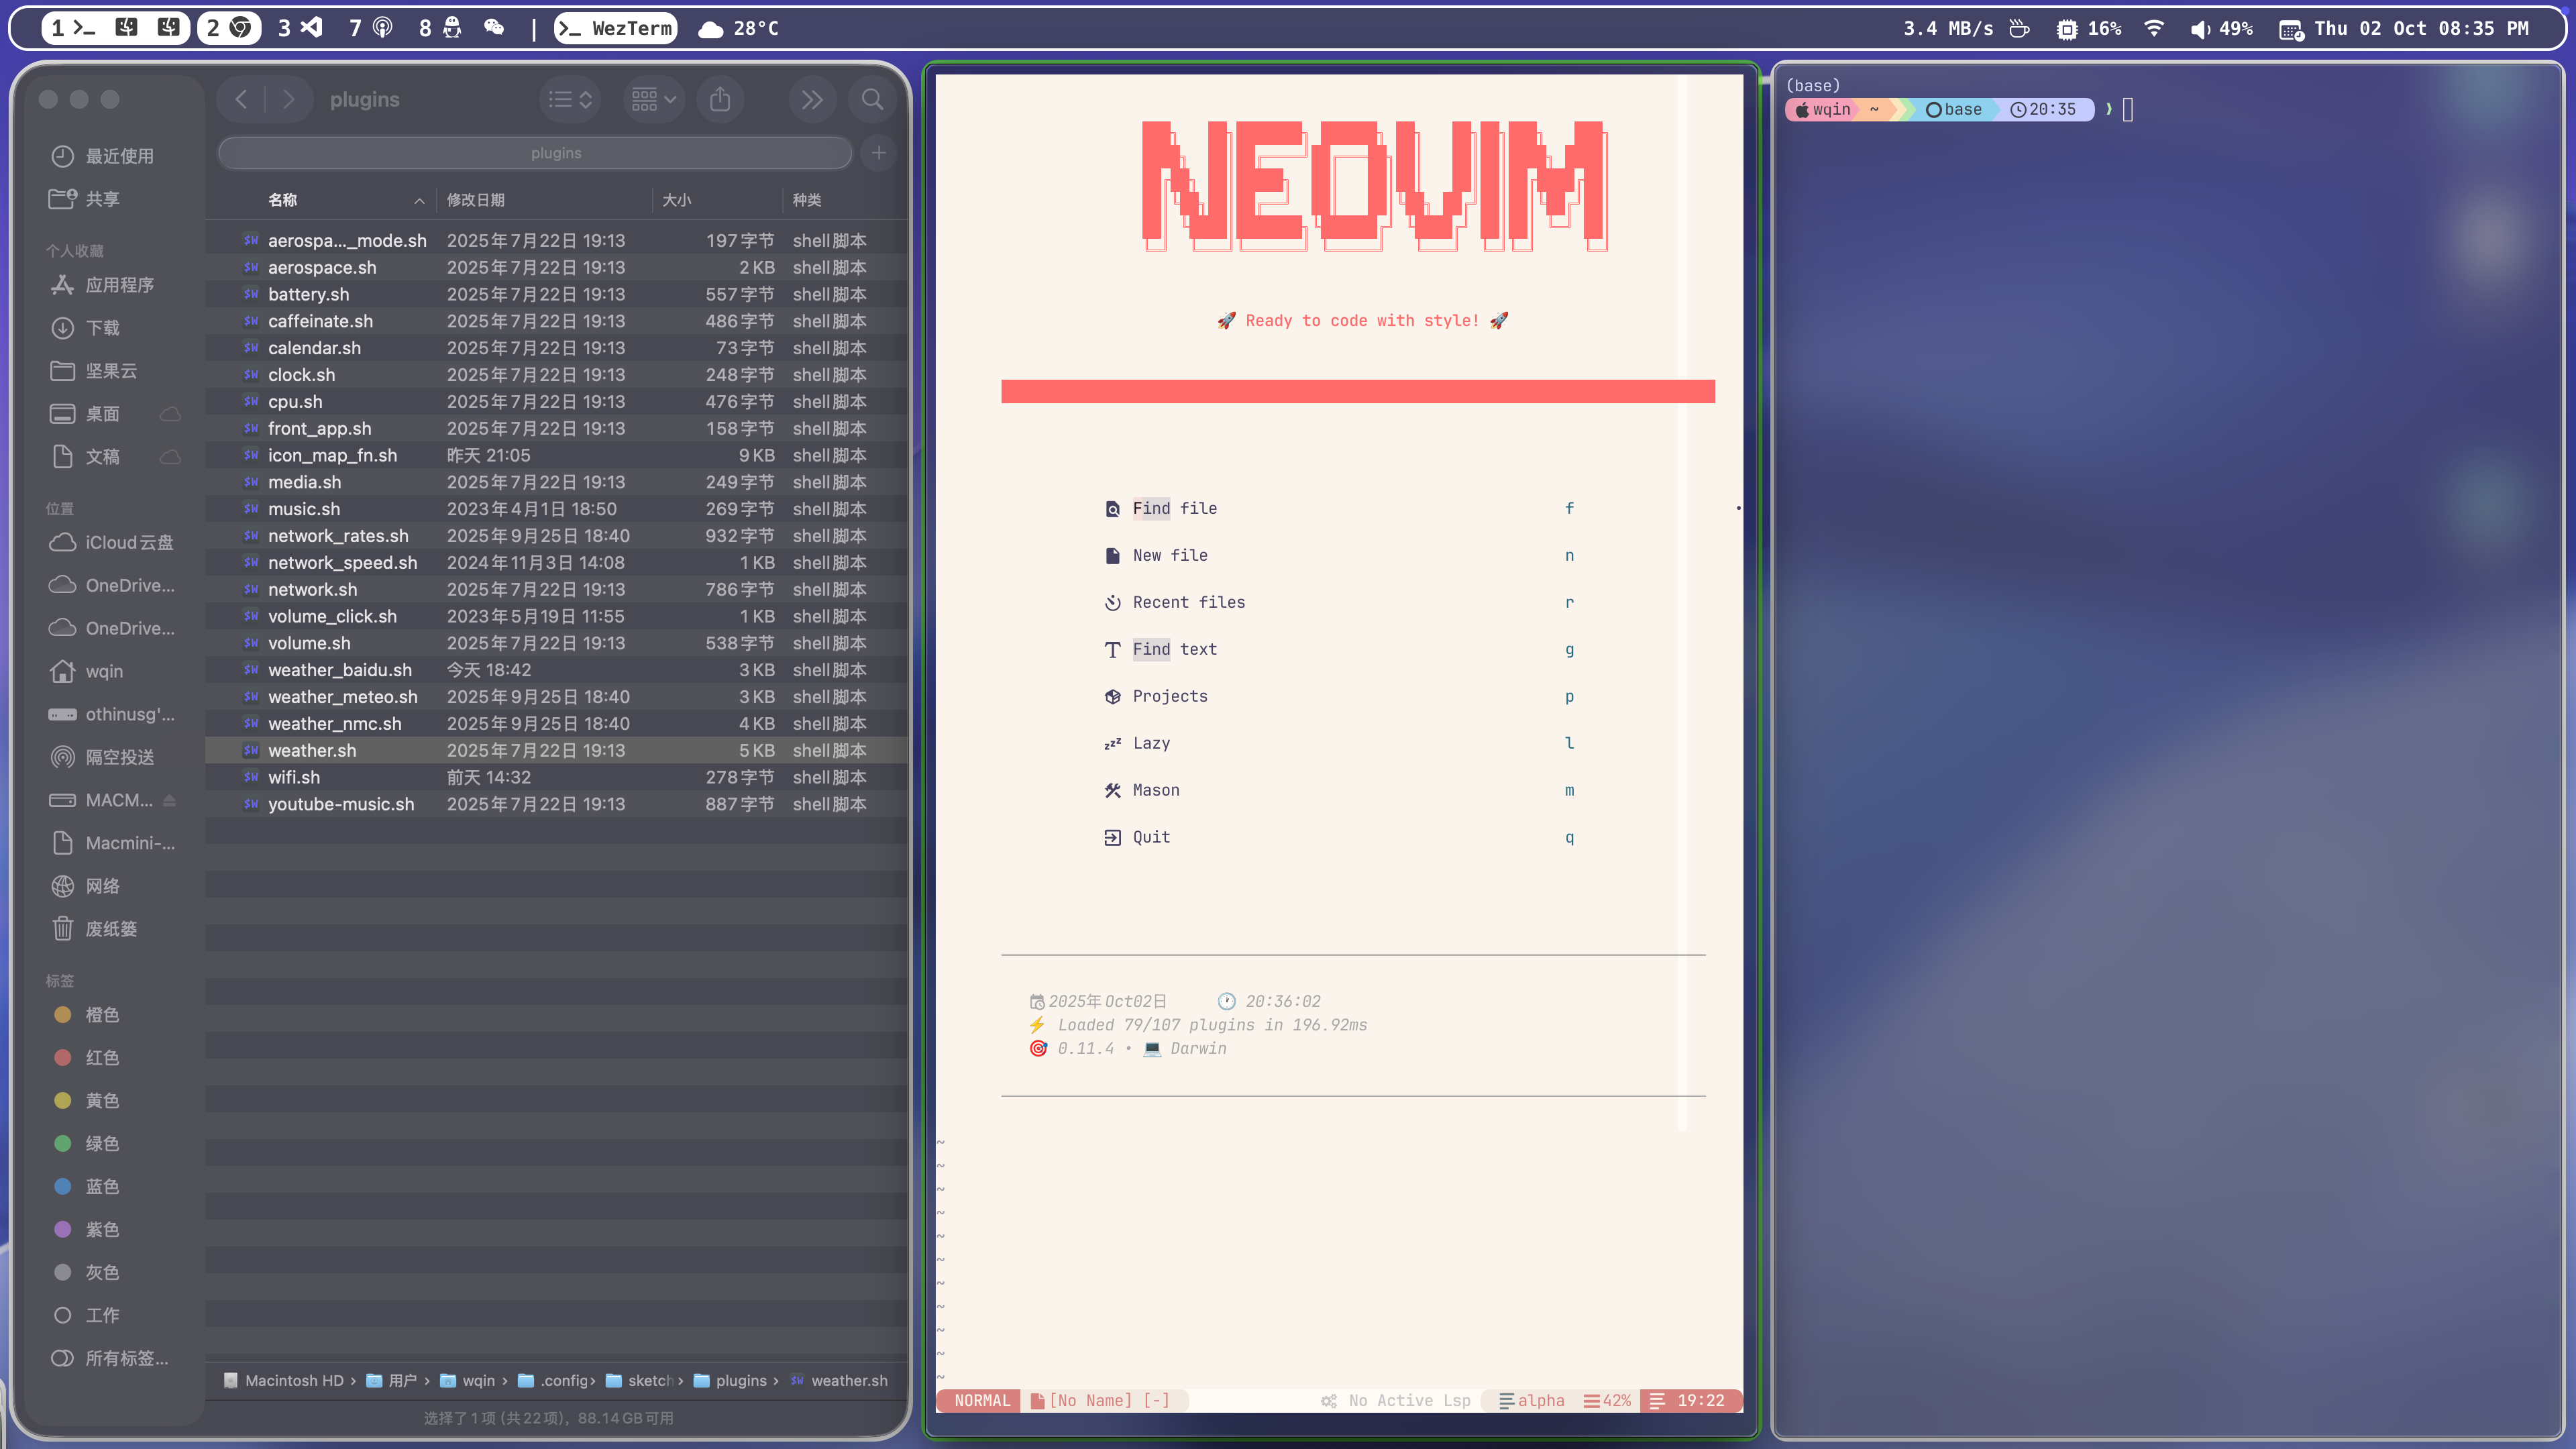 1 2 3 7 8 | WezTerm 28°C
3.4 MB/s 16% 49% Thu 02 Oct 08:35 PM
plugins
plugins
最近使用
共享
个人收藏
应用程序
下载
坚果云
桌面
文稿
位置
iCloud云盘
OneDrive...
OneDrive...
wqin
othinusg'...
隔空投送
MACM...
Macmini-...
网络
废纸篓
标签
橙色
红色
黄色
绿色
蓝色
紫色
灰色
工作
所有标签...
名称 修改日期 大小 种类
aerospa..._mode.sh 2025年7月22日 19:13 197字节 shell脚本
aerospace.sh 2025年7月22日 19:13 2 KB shell脚本
battery.sh 2025年7月22日 19:13 557字节 shell脚本
caffeinate.sh 2025年7月22日 19:13 486字节 shell脚本
calendar.sh 2025年7月22日 19:13 73字节 shell脚本
clock.sh 2025年7月22日 19:13 248字节 shell脚本
cpu.sh 2025年7月22日 19:13 476字节 shell脚本
front_app.sh 2025年7月22日 19:13 158字节 shell脚本
icon_map_fn.sh 昨天 21:05 9 KB shell脚本
media.sh 2025年7月22日 19:13 249字节 shell脚本
music.sh 2023年4月1日 18:50 269字节 shell脚本
network_rates.sh 2025年9月25日 18:40 932字节 shell脚本
network_speed.sh 2024年11月3日 14:08 1 KB shell脚本
network.sh 2025年7月22日 19:13 786字节 shell脚本
volume_click.sh 2023年5月19日 11:55 1 KB shell脚本
volume.sh 2025年7月22日 19:13 538字节 shell脚本
weather_baidu.sh 今天 18:42 3 KB shell脚本
weather_meteo.sh 2025年9月25日 18:40 3 KB shell脚本
weather_nmc.sh 2025年9月25日 18:40 4 KB shell脚本
weather.sh 2025年7月22日 19:13 5 KB shell脚本
wifi.sh 前天 14:32 278字节 shell脚本
youtube-music.sh 2025年7月22日 19:13 887字节 shell脚本
Macintosh HD › 用户 › wqin › .config › sketch › plugins › weather.sh
选择了1项 (共22项)，88.14 GB可用
NEOVIM
🚀 Ready to code with style! 🚀
Find file f
New file n
Recent files r
Find text g
Projects p
Lazy l
Mason m
Quit q
2025年Oct02日 🕐 20:36:02
⚡ Loaded 79/107 plugins in 196.92ms
🎯 0.11.4 • 💻 Darwin
~
~
~
~
~
~
~
~
~
~
~
NORMAL [No Name] [-] No Active Lsp alpha 42% 19:22
(base)
wqin ~ base 20:35 ❯